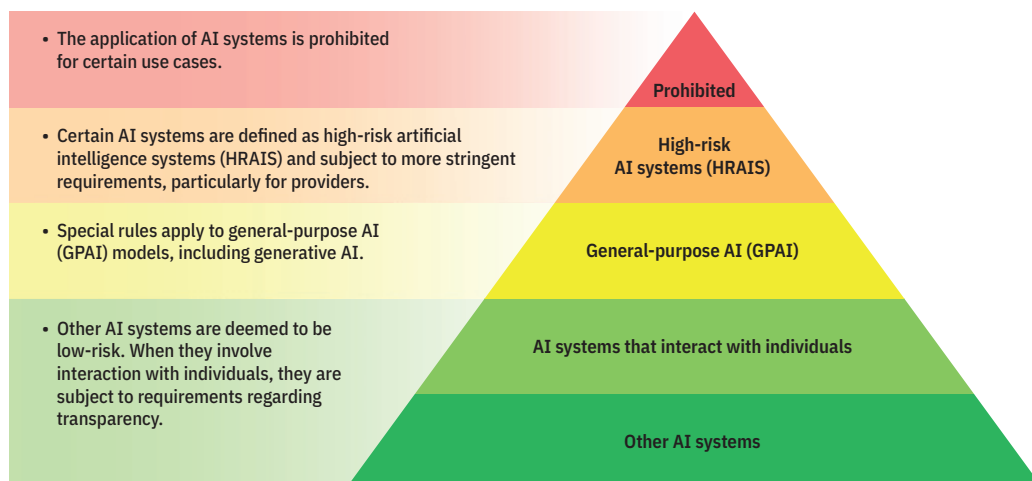 • The application of AI systems is prohibited
for certain use cases.
Prohibited
• Certain AI systems are defined as high-risk artificial
intelligence systems (HRAIS) and subject to more stringent
requirements, particularly for providers.
High-risk
AI systems (HRAIS)
• Special rules apply to general-purpose AI
(GPAI) models, including generative AI.
General-purpose AI (GPAI)
• Other AI systems are deemed to be
low-risk. When they involve
interaction with individuals, they are
subject to requirements regarding
transparency.
AI systems that interact with individuals
Other AI systems